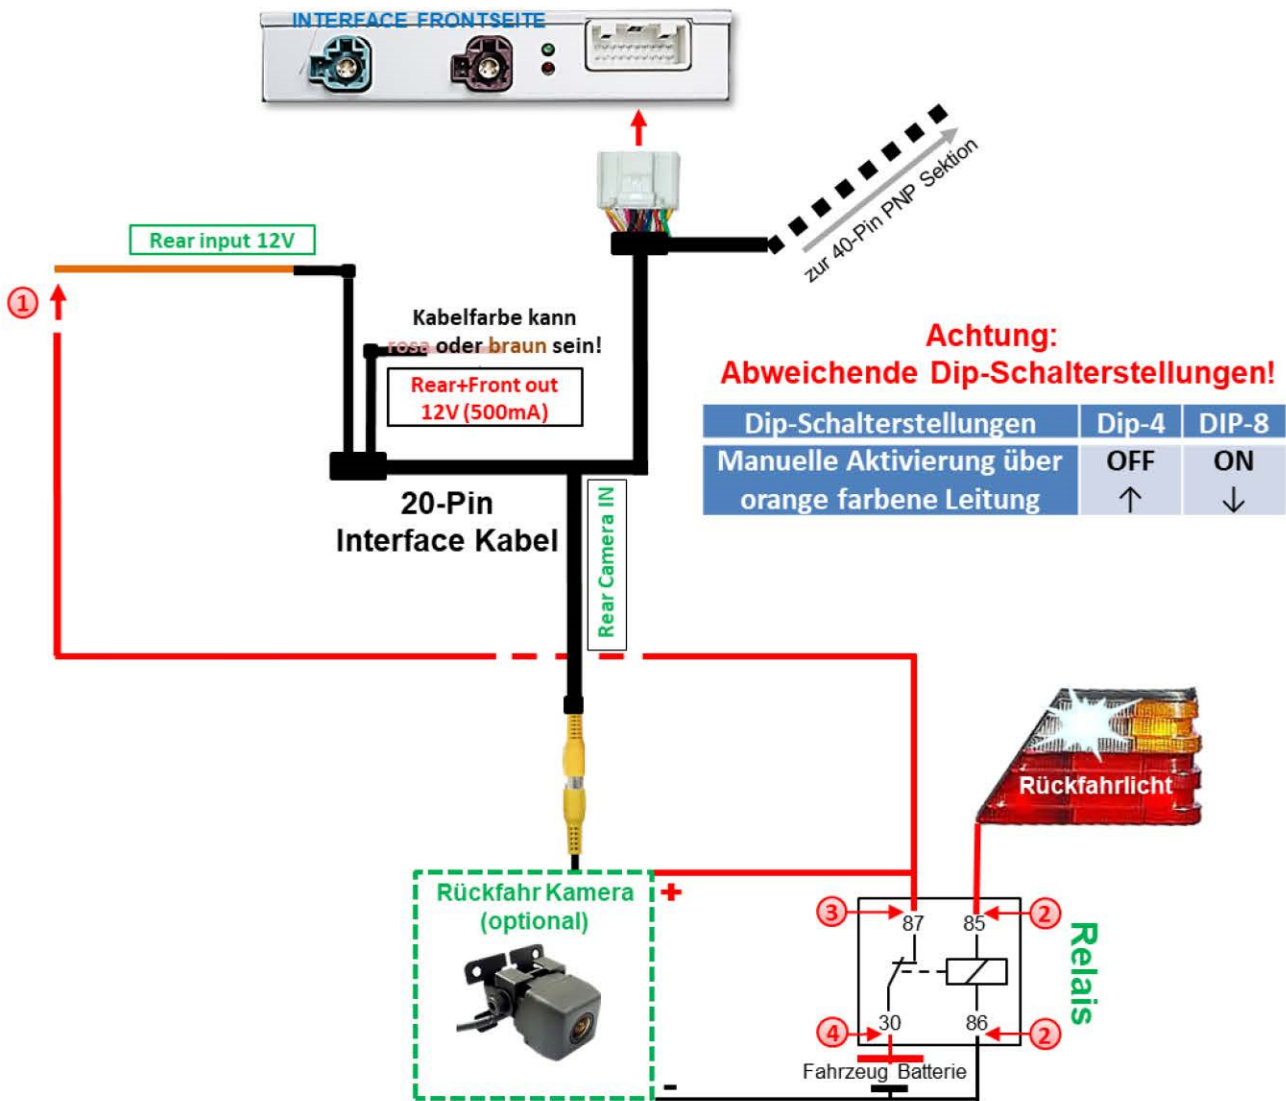 INTERFACE FRONTSEITE
zur 40-Pin PNP Sektion
Rear input 12V
1
Kabelfarbe kann
rosa oder braun sein!
Rear+Front out
12V (500mA)
Achtung:
Abweichende Dip-Schalterstellungen!
Dip-Schalterstellungen Dip-4 DIP-8
Manuelle Aktivierung über OFF ON
orange farbene Leitung ↑ ↓
20-Pin
Interface Kabel
Rear Camera IN
Rückfahrlicht
Rückfahr Kamera
(optional)
+
-
3 87 85 2
4 30 86 2
Relais
Fahrzeug Batterie